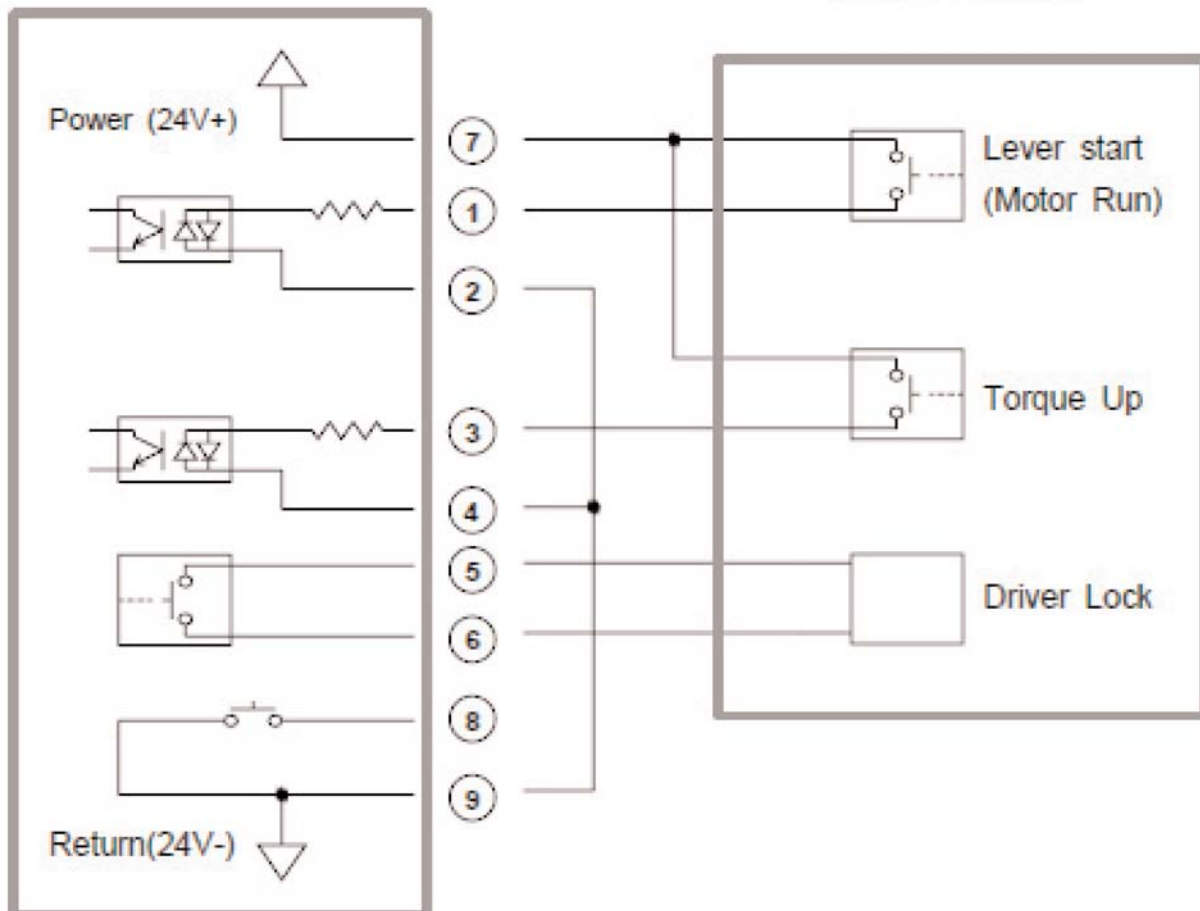 Power (24V+)
7
Lever start
(Motor Run)
1
2
Torque Up
3
4
5
Driver Lock
6
8
9
Return(24V-)